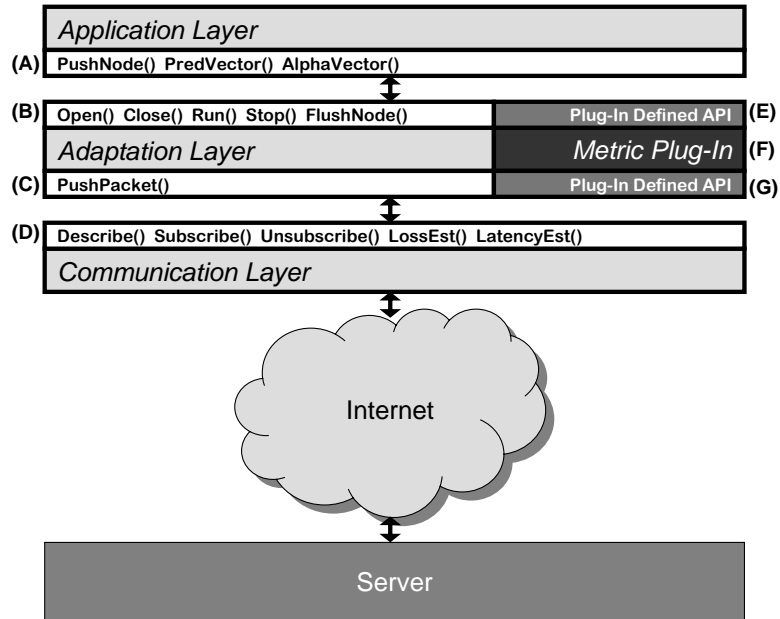 Application Layer
(A) PushNode() PredVector() AlphaVector()
(B) Open() Close() Run() Stop() FlushNode() Plug-In Defined API (E)
Adaptation Layer Metric Plug-In (F)
(C) PushPacket() Plug-In Defined API (G)
(D) Describe() Subscribe() Unsubscribe() LossEst() LatencyEst()
Communication Layer
Internet
Server